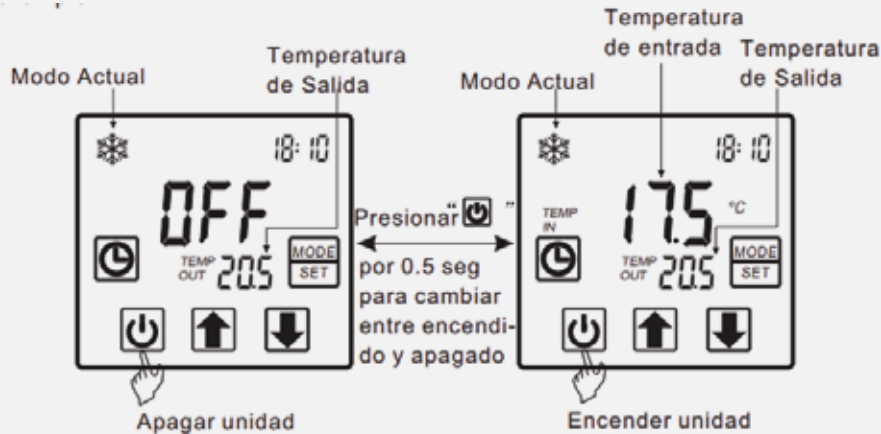 Temperatura
de entrada
Temperatura
de Salida
Modo Actual
Temperatura
de Salida
Modo Actual
18:10
OFF
TEMP
OUT
20.5
MODE
SET
Presionar“ ”
por 0.5 seg
para cambiar
entre encendi-
do y apagado
18:10
TEMP
IN
17.5 °C
TEMP
OUT
20.5
MODE
SET
Apagar unidad
Encender unidad